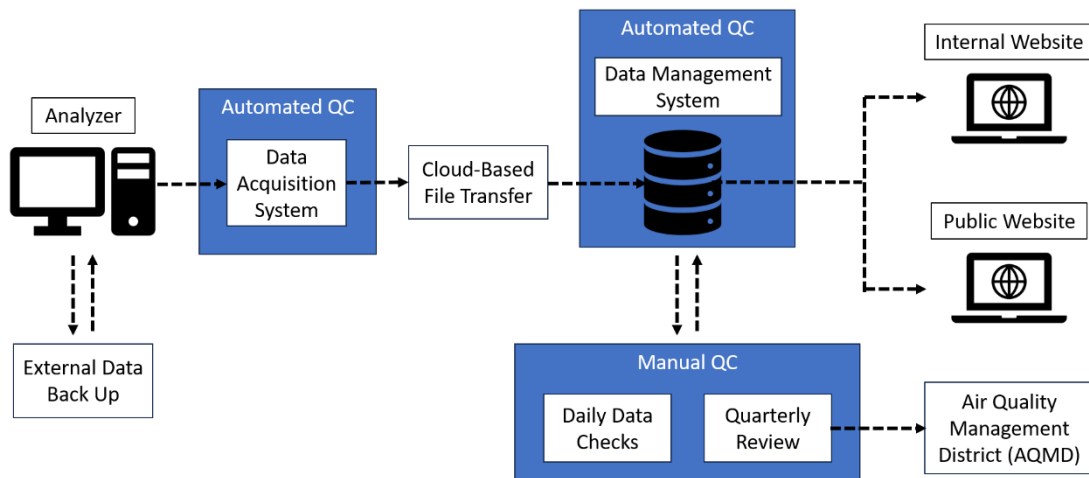 Analyzer
Automated QC
Data
Acquisition
System
Cloud-Based
File Transfer
Automated QC
Data Management
System
Internal Website
Public Website
External Data
Back Up
Manual QC
Daily Data
Checks
Quarterly
Review
Air Quality
Management
District (AQMD)